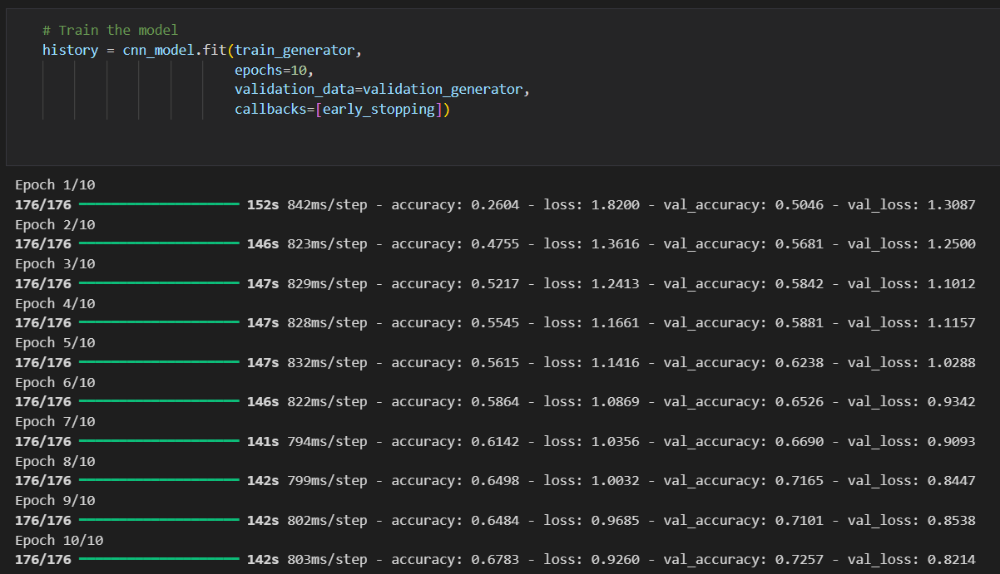 # Train the model
history = cnn_model.fit(train_generator,
epochs=10,
validation_data=validation_generator,
callbacks=[early_stopping])
Epoch 1/10
176/176 152s 842ms/step - accuracy: 0.2604 - loss: 1.8200 - val_accuracy: 0.5046 - val_loss: 1.3087
Epoch 2/10
176/176 146s 823ms/step - accuracy: 0.4755 - loss: 1.3616 - val_accuracy: 0.5681 - val_loss: 1.2500
Epoch 3/10
176/176 147s 829ms/step - accuracy: 0.5217 - loss: 1.2413 - val_accuracy: 0.5842 - val_loss: 1.1012
Epoch 4/10
176/176 147s 828ms/step - accuracy: 0.5545 - loss: 1.1661 - val_accuracy: 0.5881 - val_loss: 1.1157
Epoch 5/10
176/176 147s 832ms/step - accuracy: 0.5615 - loss: 1.1416 - val_accuracy: 0.6238 - val_loss: 1.0288
Epoch 6/10
176/176 146s 822ms/step - accuracy: 0.5864 - loss: 1.0869 - val_accuracy: 0.6526 - val_loss: 0.9342
Epoch 7/10
176/176 141s 794ms/step - accuracy: 0.6142 - loss: 1.0356 - val_accuracy: 0.6690 - val_loss: 0.9093
Epoch 8/10
176/176 142s 799ms/step - accuracy: 0.6498 - loss: 1.0032 - val_accuracy: 0.7165 - val_loss: 0.8447
Epoch 9/10
176/176 142s 802ms/step - accuracy: 0.6484 - loss: 0.9685 - val_accuracy: 0.7101 - val_loss: 0.8538
Epoch 10/10
176/176 142s 803ms/step - accuracy: 0.6783 - loss: 0.9260 - val_accuracy: 0.7257 - val_loss: 0.8214